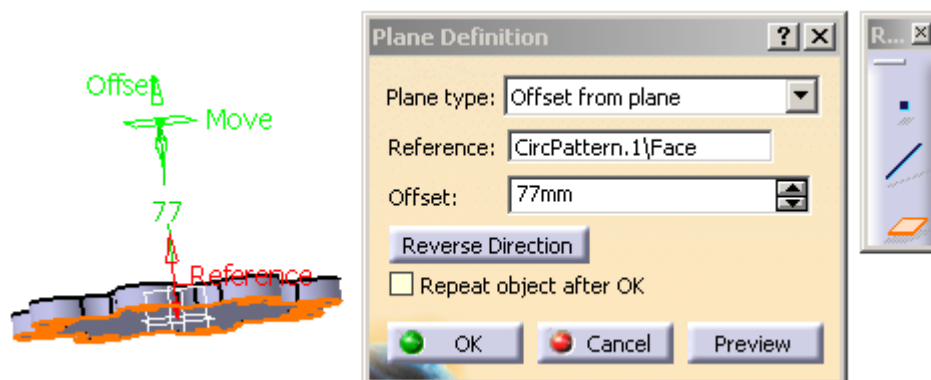 Offset
Move
77
Reference
Plane Definition
? X
Plane type: Offset from plane
Reference: CircPattern.1\Face
Offset: 77mm
Reverse Direction
Repeat object after OK
OK
Cancel
Preview
R...